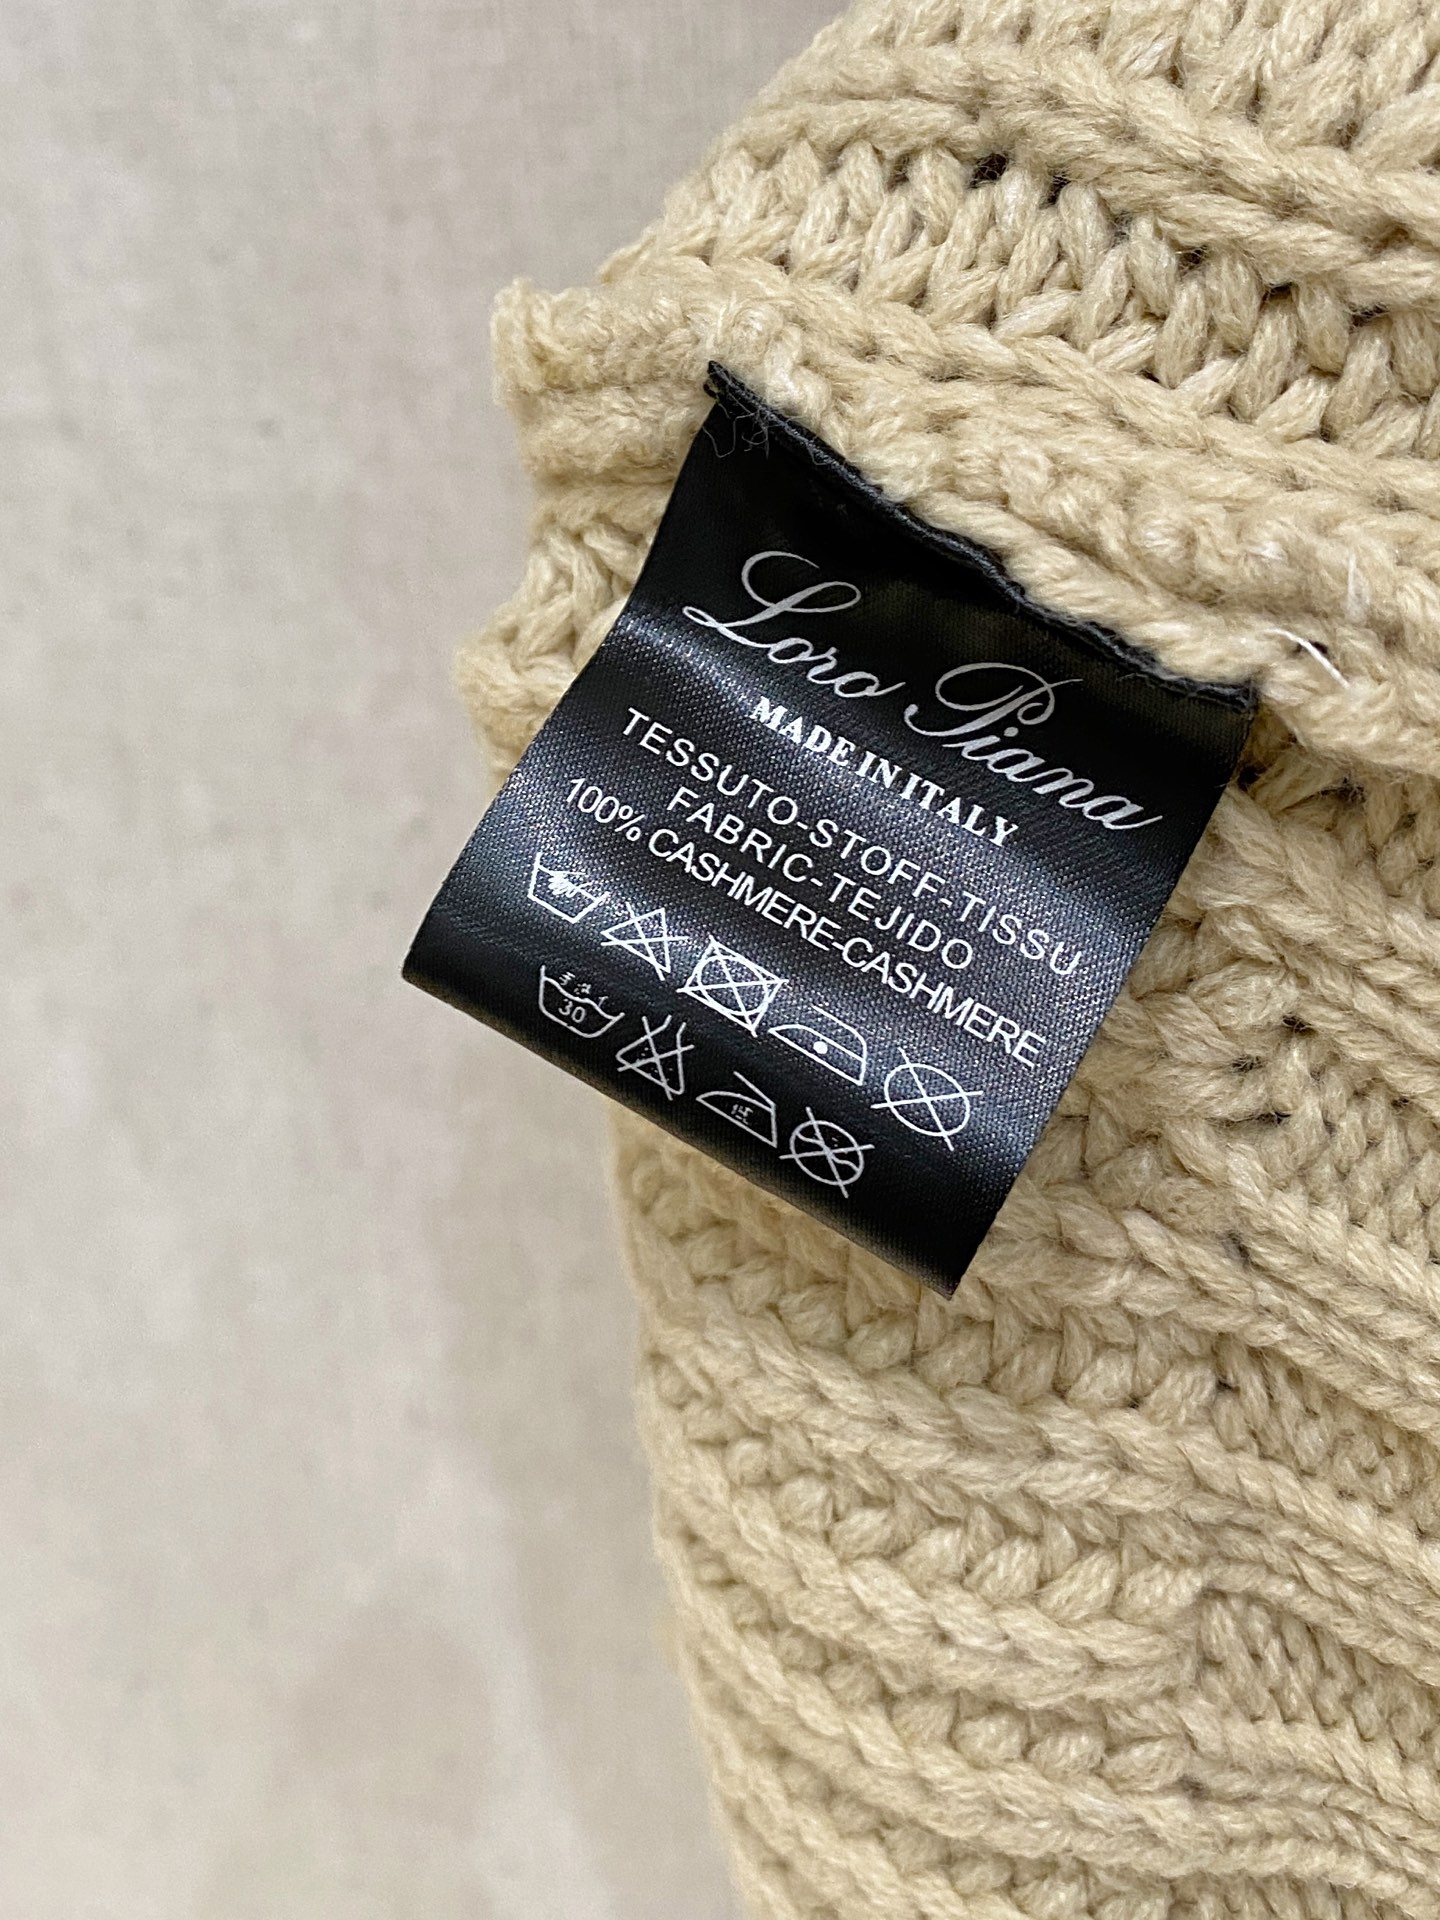 Loro Piana
MADE IN ITALY
TESSUTO-STOFF-TISSU
FABRIC-TEJIDO
100% CASHMERE-CASHMERE
30